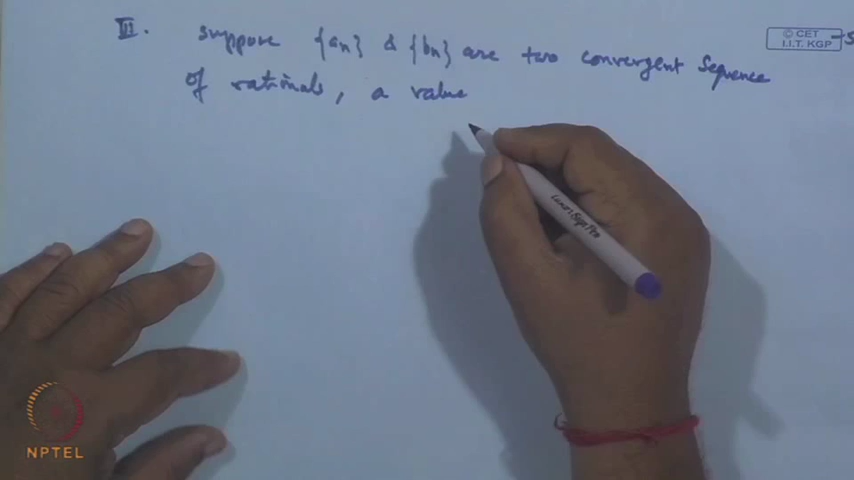 III. suppose {an} & {bn} are two convergent Sequence
of rationals, a value
© CET
I.I.T. KGP
NPTEL